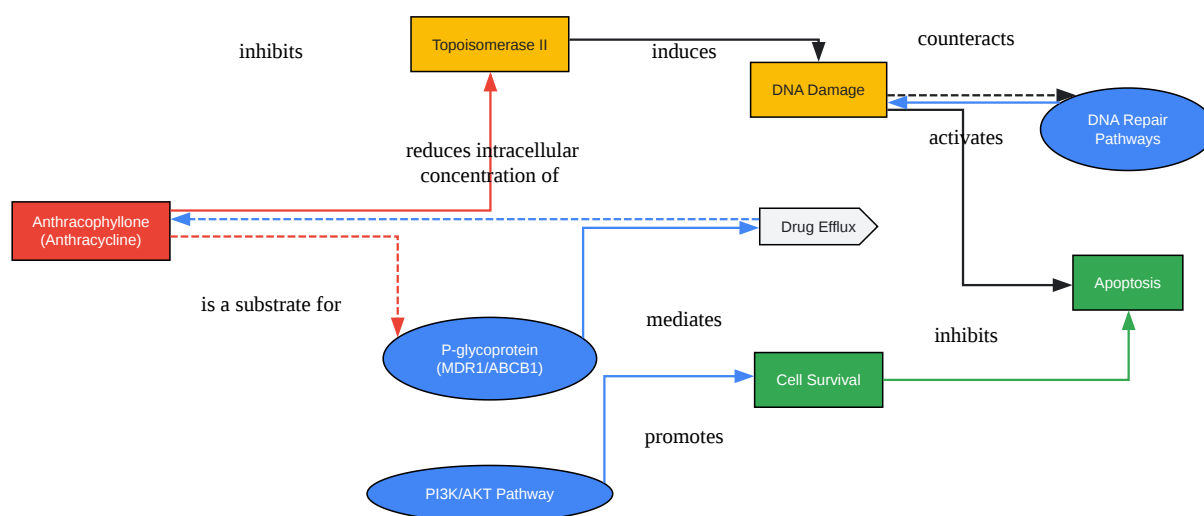 Topoisomerase II
inhibits
induces
counteracts
DNA Damage
DNA Repair
Pathways
activates
reduces intracellular
concentration of
Anthracophyllone
(Anthracycline)
Drug Efflux
Apoptosis
is a substrate for
mediates
inhibits
P-glycoprotein
(MDR1/ABCB1)
Cell Survival
promotes
PI3K/AKT Pathway